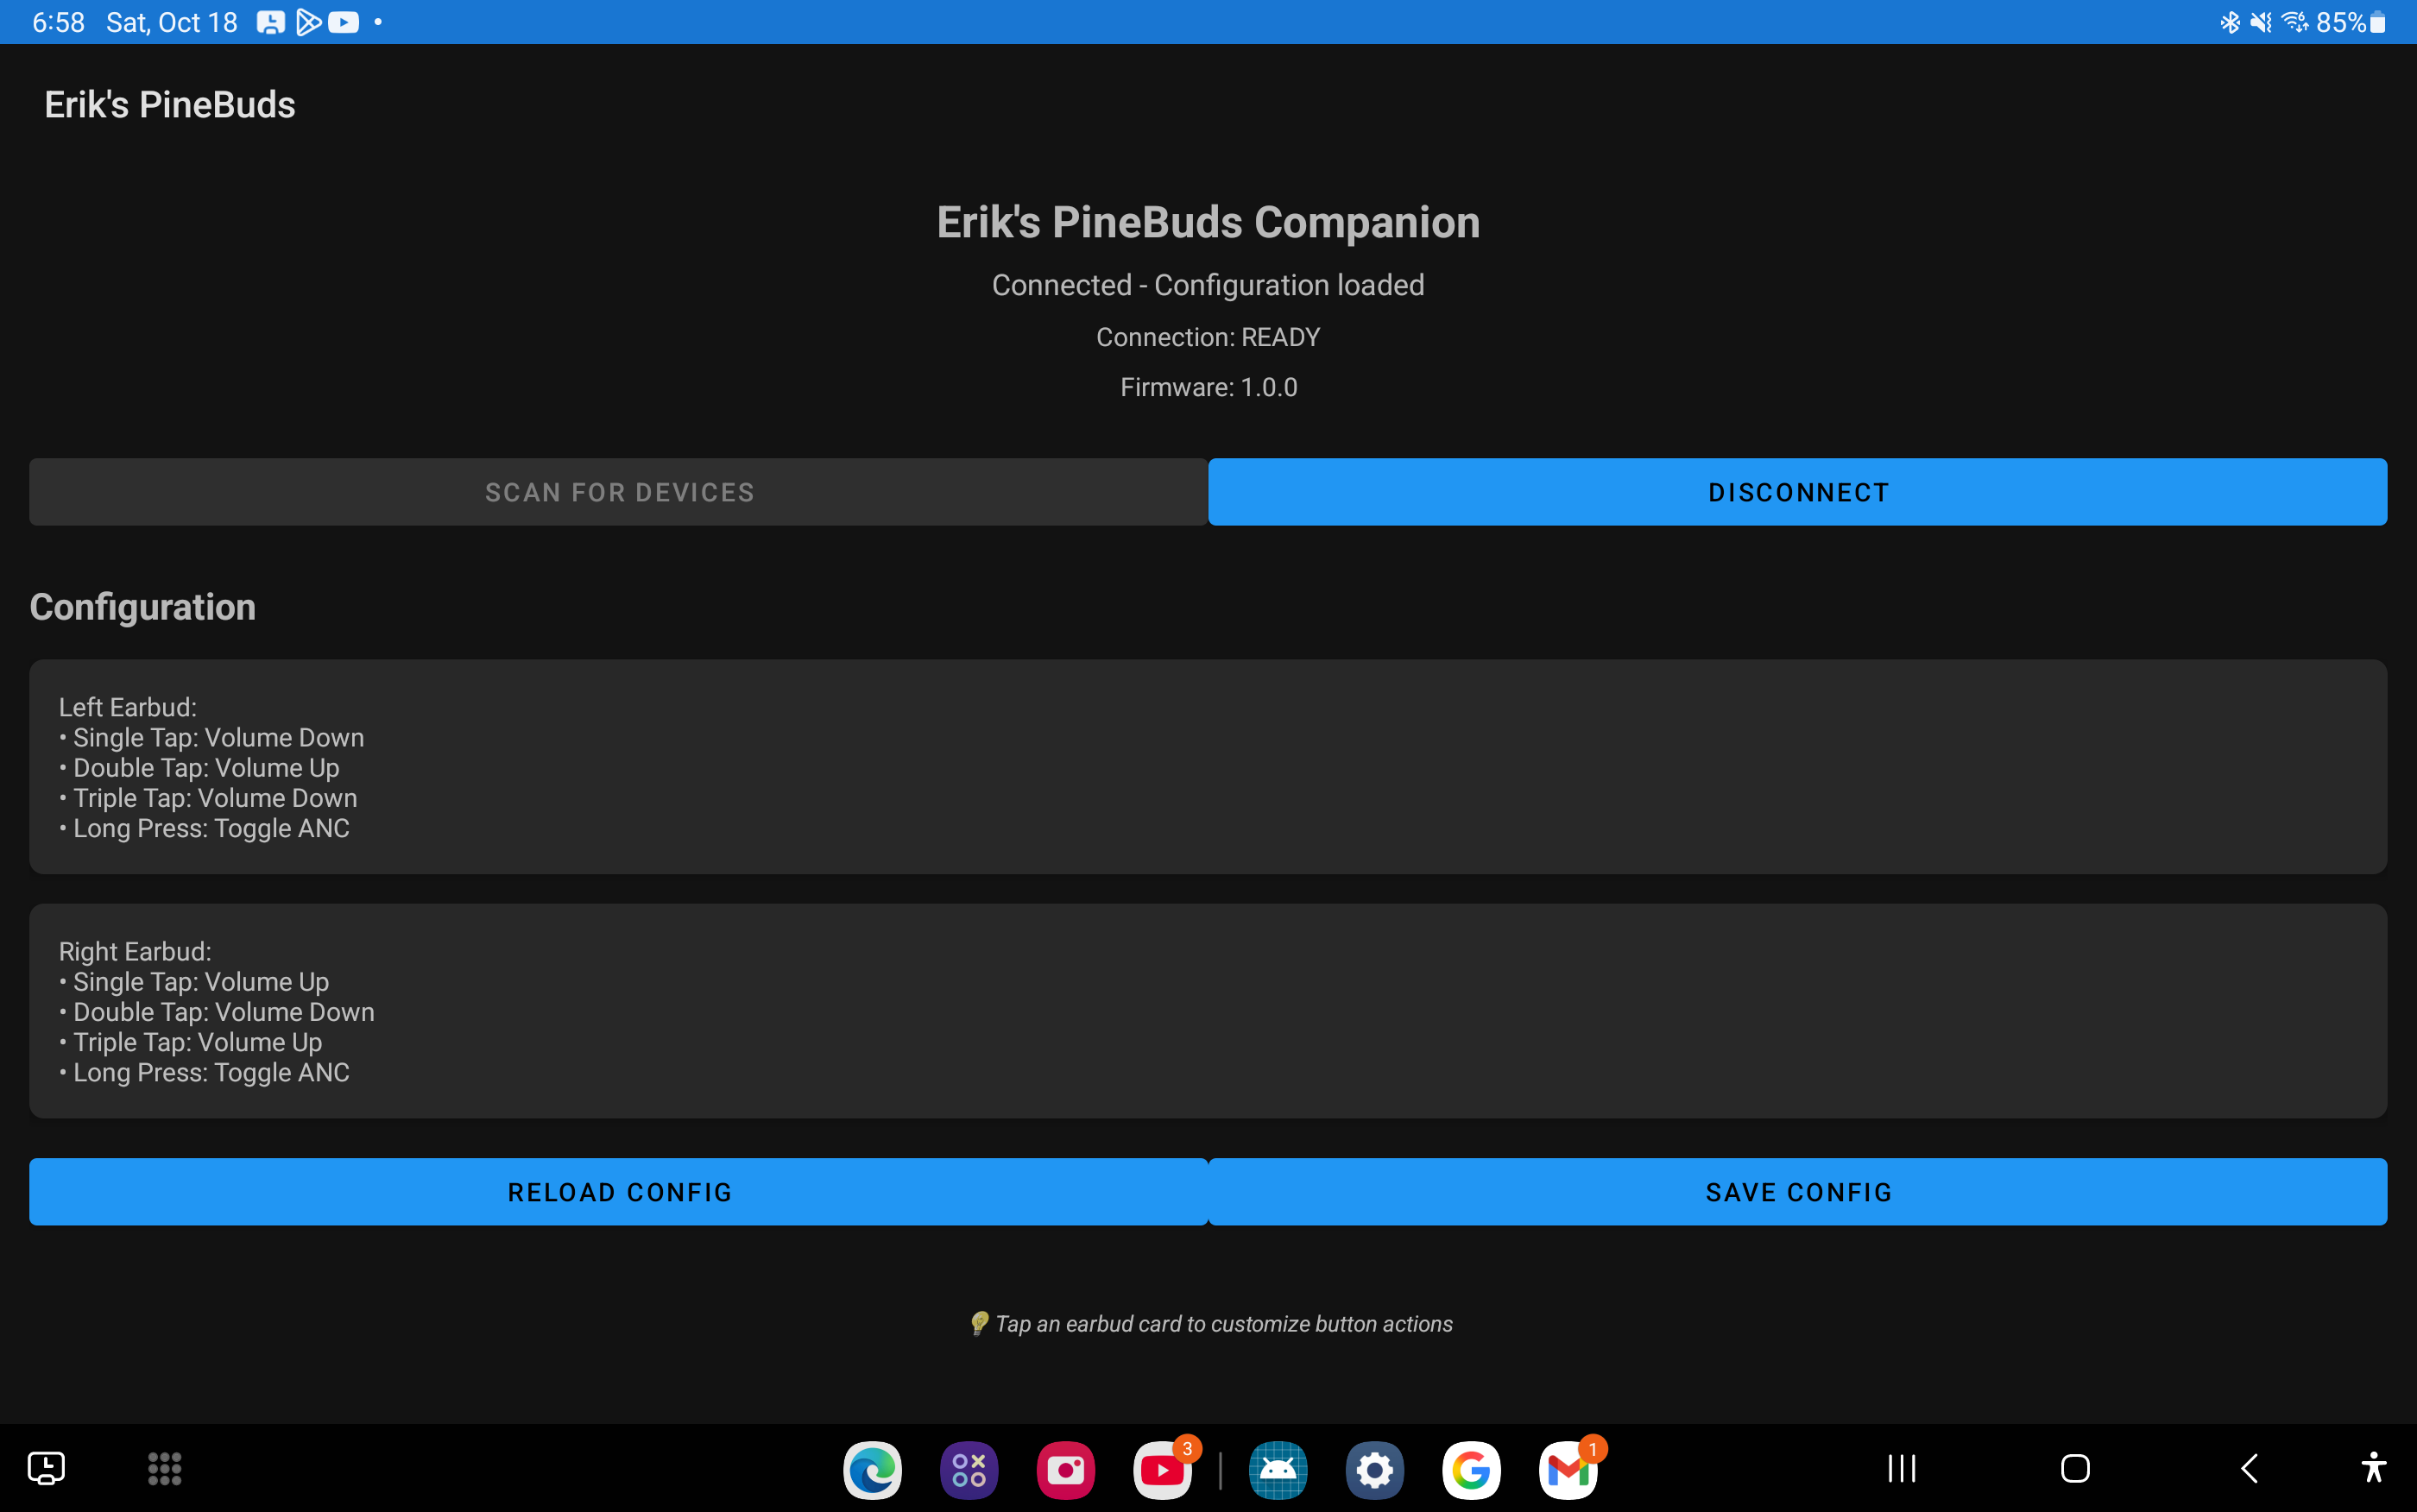 6:58 Sat, Oct 18
85%
Erik's PineBuds
Erik's PineBuds Companion
Connected - Configuration loaded
Connection: READY
Firmware: 1.0.0
SCAN FOR DEVICES
DISCONNECT
Configuration
Left Earbud:
• Single Tap: Volume Down
• Double Tap: Volume Up
• Triple Tap: Volume Down
• Long Press: Toggle ANC
Right Earbud:
• Single Tap: Volume Up
• Double Tap: Volume Down
• Triple Tap: Volume Up
• Long Press: Toggle ANC
RELOAD CONFIG
SAVE CONFIG
💡 Tap an earbud card to customize button actions
3
1